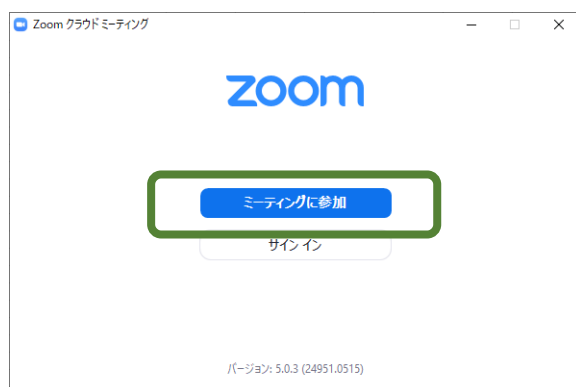 Zoom クラウド ミーティング
zoom
ミーティングに参加
サイン イン
バージョン: 5.0.3 (24951.0515)